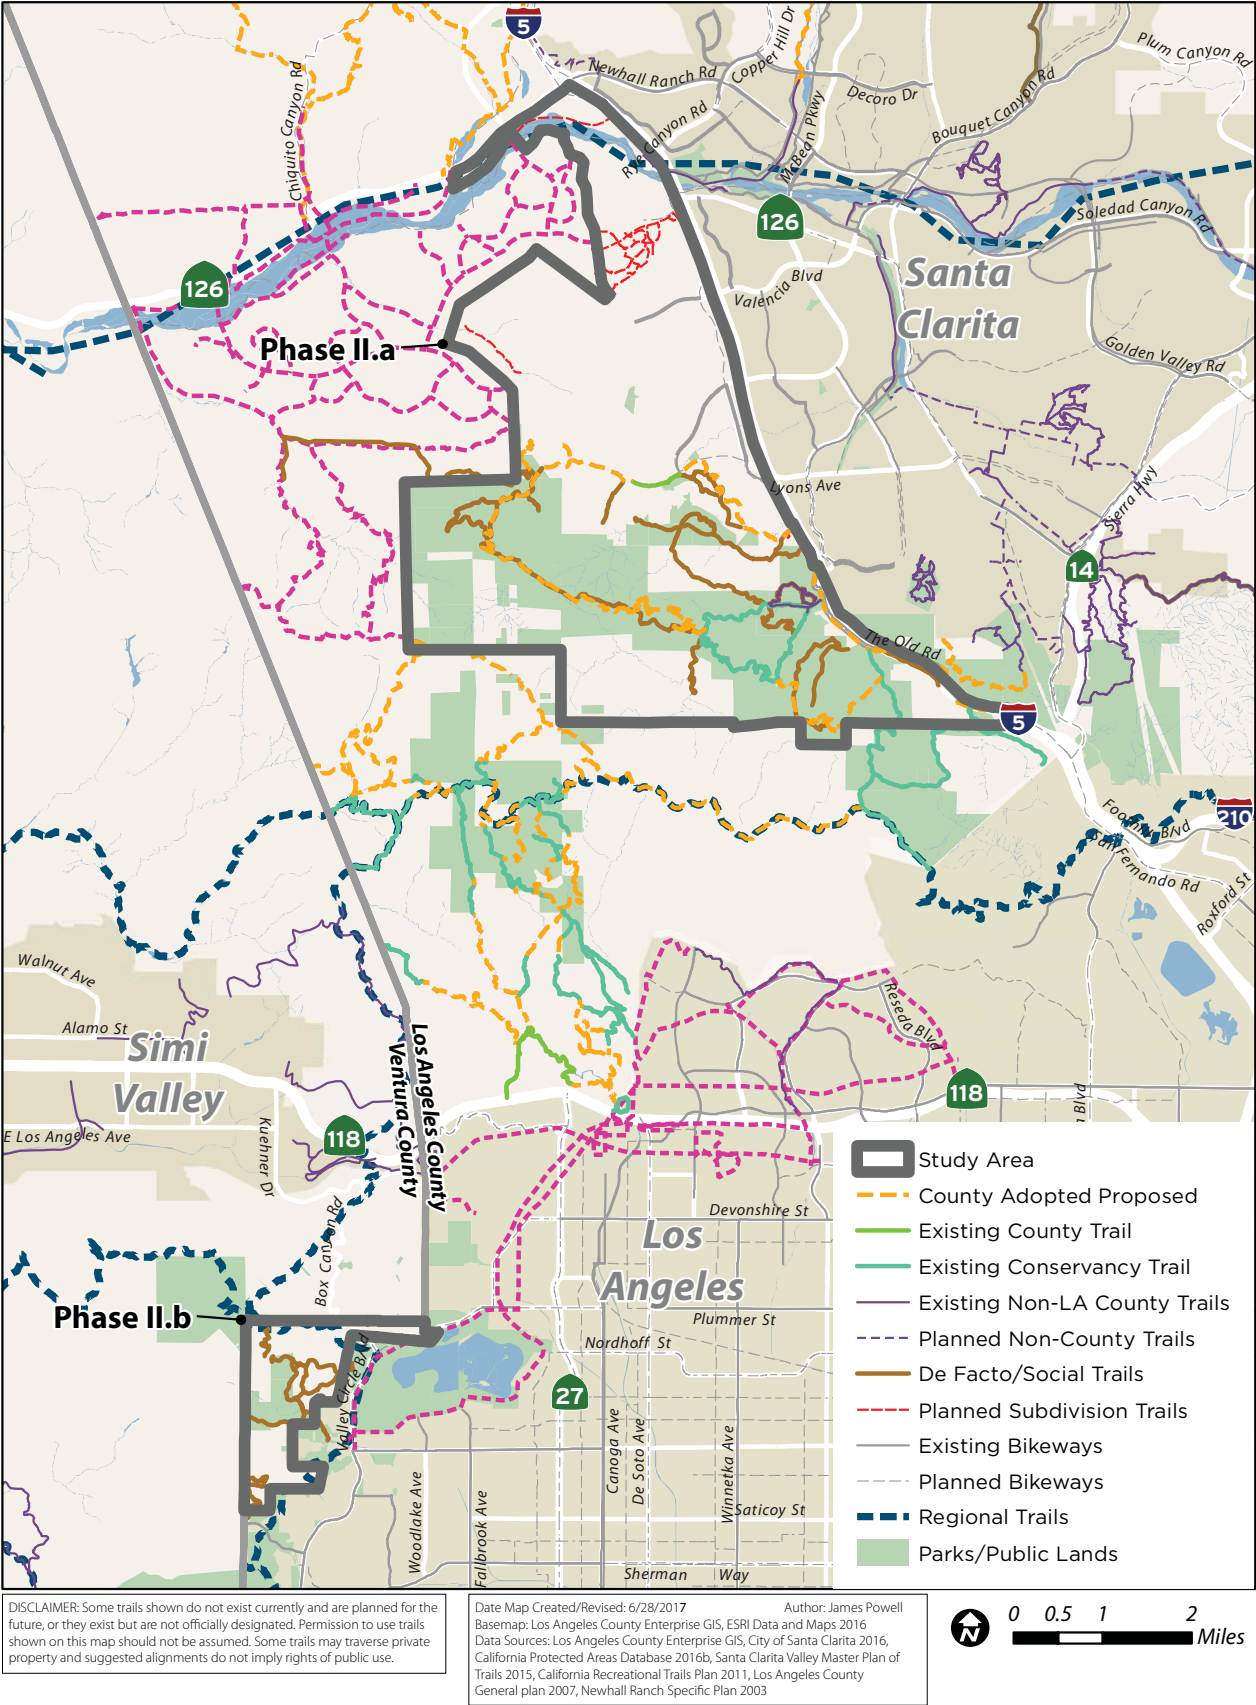 5
Newhall Ranch Rd
Copper Hill Dr
Plum Canyon Rd
Chiquito Canyon Rd
Decoro Dr
Bouquet Canyon Rd
Rye Canyon Rd
McBean Pkwy
126
Soledad Canyon Rd
126
Santa
Clarita
Valencia Blvd
Phase II.a
Golden Valley Rd
Lyons Ave
Sierra Hwy
14
The Old Rd
5
210
Foothill Blvd
San Fernando Rd
Roxford St
Walnut Ave
Alamo St
Simi
Valley
Los Angeles County
Ventura County
Reseda Blvd
118
E Los Angeles Ave
Kuehner Dr
118
Blvd
Box Canyon Rd
Devonshire St
Los
Angeles
Phase II.b
Plummer St
Nordhoff St
Valley Circle Blvd
27
Canoga Ave
De Soto Ave
Winnetka Ave
Woodlake Ave
Fallbrook Ave
Saticoy St
Sherman Way
Study Area
County Adopted Proposed
Existing County Trail
Existing Conservancy Trail
Existing Non-LA County Trails
Planned Non-County Trails
De Facto/Social Trails
Planned Subdivision Trails
Existing Bikeways
Planned Bikeways
Regional Trails
Parks/Public Lands
DISCLAIMER: Some trails shown do not exist currently and are planned for the
future, or they exist but are not officially designated. Permission to use trails
shown on this map should not be assumed. Some trails may traverse private
property and suggested alignments do not imply rights of public use.
Date Map Created/Revised: 6/28/2017 Author: James Powell
Basemap: Los Angeles County Enterprise GIS, ESRI Data and Maps 2016
Data Sources: Los Angeles County Enterprise GIS, City of Santa Clarita 2016,
California Protected Areas Database 2016b, Santa Clarita Valley Master Plan of
Trails 2015, California Recreational Trails Plan 2011, Los Angeles County
General plan 2007, Newhall Ranch Specific Plan 2003
N
0 0.5 1 2
Miles